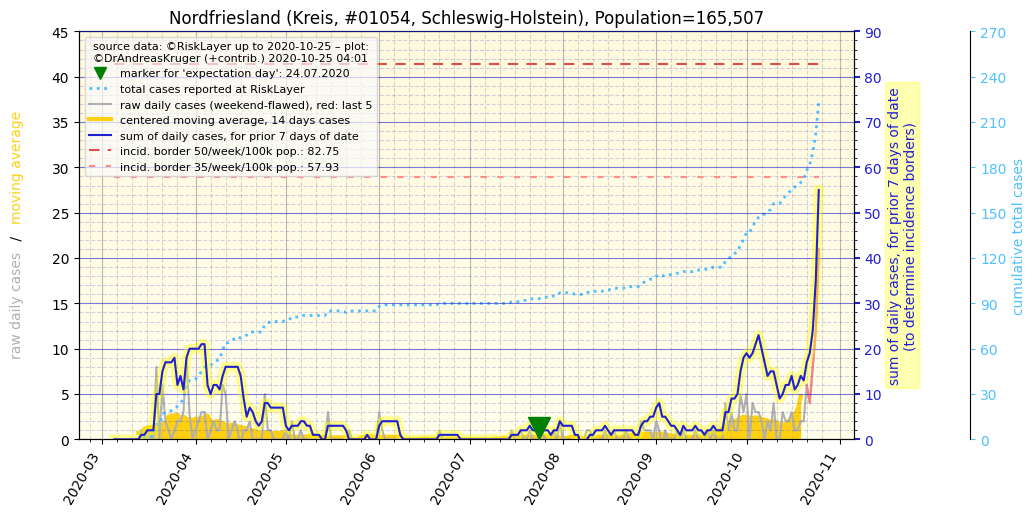 Nordfriesland (Kreis, #01054, Schleswig-Holstein), Population=165,507
source data: ©RiskLayer up to 2020-10-25 – plot:
©DrAndreasKruger (+contrib.) 2020-10-25 04:01
marker for 'expectation day': 24.07.2020
total cases reported at RiskLayer
raw daily cases (weekend-flawed), red: last 5
centered moving average, 14 days cases
sum of daily cases, for prior 7 days of date
incid. border 50/week/100k pop.: 82.75
incid. border 35/week/100k pop.: 57.93
raw daily cases / moving average
45
40
35
30
25
20
15
10
5
0
90
80
70
60
50
40
30
20
10
0
sum of daily cases, for prior 7 days of date
(to determine incidence borders)
270
240
210
180
150
120
90
60
30
0
cumulative total cases
2020-03
2020-04
2020-05
2020-06
2020-07
2020-08
2020-09
2020-10
2020-11